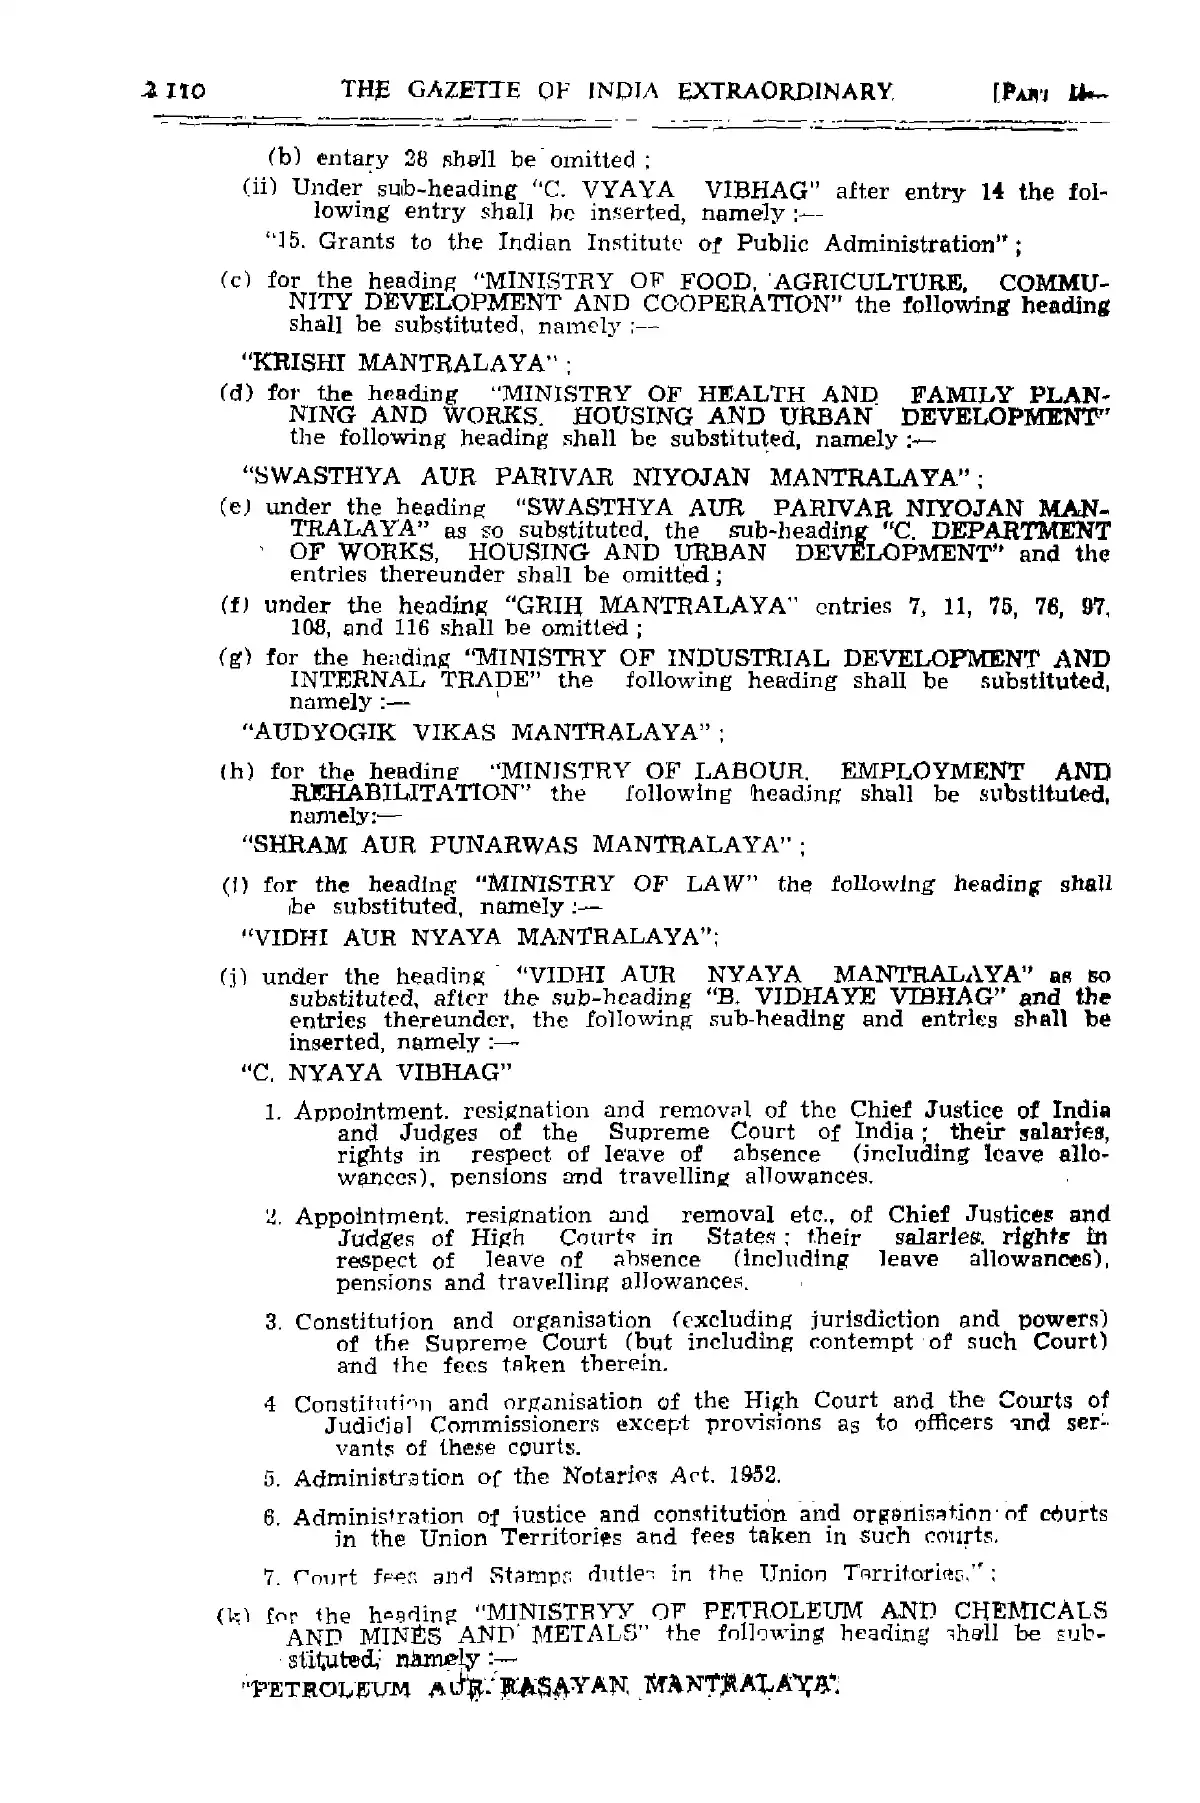 2110 THE GAZETTE OF INDIA EXTRAORDINARY [PART II—
(b) entary 28 shall be omitted ;
(ii) Under sub-heading "C. VYAYA VIBHAG" after entry 14 the fol-
lowing entry shall be inserted, namely :—
"15. Grants to the Indian Institute of Public Administration" ;
(c) for the heading "MINISTRY OF FOOD, AGRICULTURE, COMMU-
NITY DEVELOPMENT AND COOPERATION" the following heading
shall be substituted, namely :—
"KRISHI MANTRALAYA" ;
(d) for the heading "MINISTRY OF HEALTH AND FAMILY PLAN-
NING AND WORKS. HOUSING AND URBAN DEVELOPMENT"
the following heading shall be substituted, namely :—
"SWASTHYA AUR PARIVAR NIYOJAN MANTRALAYA" ;
(e) under the heading "SWASTHYA AUR PARIVAR NIYOJAN MAN-
TRALAYA" as so substituted, the sub-heading "C. DEPARTMENT
OF WORKS, HOUSING AND URBAN DEVELOPMENT" and the
entries thereunder shall be omitted ;
(f) under the heading "GRIH MANTRALAYA" entries 7, 11, 75, 76, 97,
108, and 116 shall be omitted ;
(g) for the heading "MINISTRY OF INDUSTRIAL DEVELOPMENT AND
INTERNAL TRADE" the following heading shall be substituted,
namely :—
"AUDYOGIK VIKAS MANTRALAYA" ;
(h) for the heading "MINISTRY OF LABOUR. EMPLOYMENT AND
REHABILITATION" the following heading shall be substituted,
namely:—
"SHRAM AUR PUNARWAS MANTRALAYA" ;
(i) for the heading "MINISTRY OF LAW" the following heading shall
be substituted, namely :—
"VIDHI AUR NYAYA MANTRALAYA";
(j) under the heading "VIDHI AUR NYAYA MANTRALAYA" as so
substituted, after the sub-heading "B. VIDHAYE VIBHAG" and the
entries thereunder, the following sub-heading and entries shall be
inserted, namely :—
"C. NYAYA VIBHAG"
1. Appointment. resignation and removal of the Chief Justice of India
and Judges of the Supreme Court of India ; their salaries,
rights in respect of leave of absence (including leave allo-
wances), pensions and travelling allowances.
2. Appointment. resignation and removal etc., of Chief Justices and
Judges of High Courts in States ; their salaries. rights in
respect of leave of absence (including leave allowances),
pensions and travelling allowances.
3. Constitution and organisation (excluding jurisdiction and powers)
of the Supreme Court (but including contempt of such Court)
and the fees taken therein.
4 Constitution and organisation of the High Court and the Courts of
Judicial Commissioners except provisions as to officers and ser-
vants of these courts.
5. Administration of the Notaries Act. 1952.
6. Administration of justice and constitution and organisation of courts
in the Union Territories and fees taken in such courts.
7. Court fees and Stamps duties in the Union Territories." ;
(k) for the heading "MINISTRYY OF PETROLEUM AND CHEMICALS
AND MINES AND METALS" the following heading shall be sub-
stituted, namely :—
"PETROLEUM AUR RASAYAN MANTRALAYA";